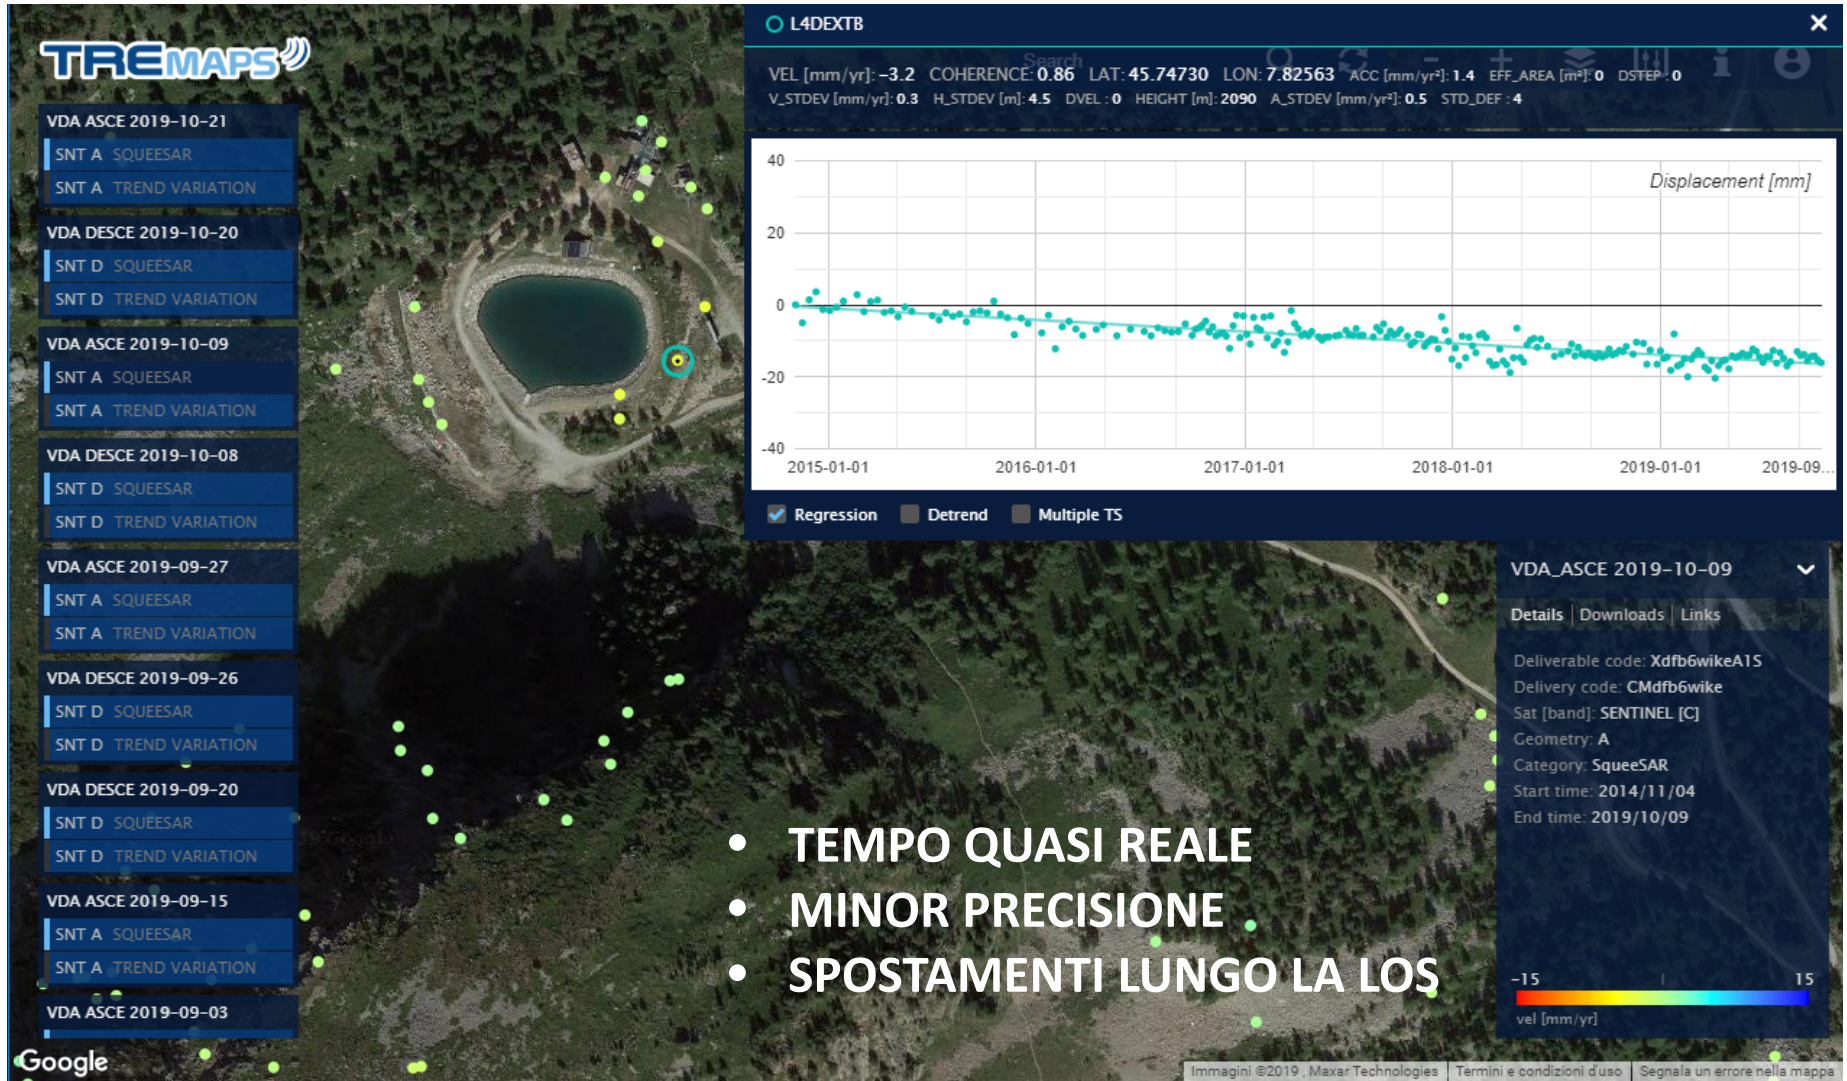 TREMAPS
VDA ASCE 2019-10-21
SNT A SQUEESAR
SNT A TREND VARIATION
VDA DESCE 2019-10-20
SNT D SQUEESAR
SNT D TREND VARIATION
VDA ASCE 2019-10-09
SNT A SQUEESAR
SNT A TREND VARIATION
VDA DESCE 2019-10-08
SNT D SQUEESAR
SNT D TREND VARIATION
VDA ASCE 2019-09-27
SNT A SQUEESAR
SNT A TREND VARIATION
VDA DESCE 2019-09-26
SNT D SQUEESAR
SNT D TREND VARIATION
VDA DESCE 2019-09-20
SNT D SQUEESAR
SNT D TREND VARIATION
VDA ASCE 2019-09-15
SNT A SQUEESAR
SNT A TREND VARIATION
VDA ASCE 2019-09-03
Google
L4DEXTB
Search
VEL [mm/yr]: -3.2 COHERENCE: 0.86 LAT: 45.74730 LON: 7.82563 ACC [mm/yr²]: 1.4 EFF_AREA [m²]: 0 DSTEP : 0
V_STDEV [mm/yr]: 0.3 H_STDEV [m]: 4.5 DVEL : 0 HEIGHT [m]: 2090 A_STDEV [mm/yr²]: 0.5 STD_DEF : 4
Displacement [mm]
40
20
0
-20
-40
2015-01-01 2016-01-01 2017-01-01 2018-01-01 2019-01-01 2019-09...
Regression Detrend Multiple TS
VDA_ASCE 2019-10-09
Details | Downloads | Links
Deliverable code: Xdfb6wikeA1S
Delivery code: CMdfb6wike
Sat [band]: SENTINEL [C]
Geometry: A
Category: SqueeSAR
Start time: 2014/11/04
End time: 2019/10/09
-15 15
vel [mm/yr]
• TEMPO QUASI REALE
• MINOR PRECISIONE
• SPOSTAMENTI LUNGO LA LOS
Immagini ©2019 , Maxar Technologies Termini e condizioni d'uso Segnala un errore nella mappa